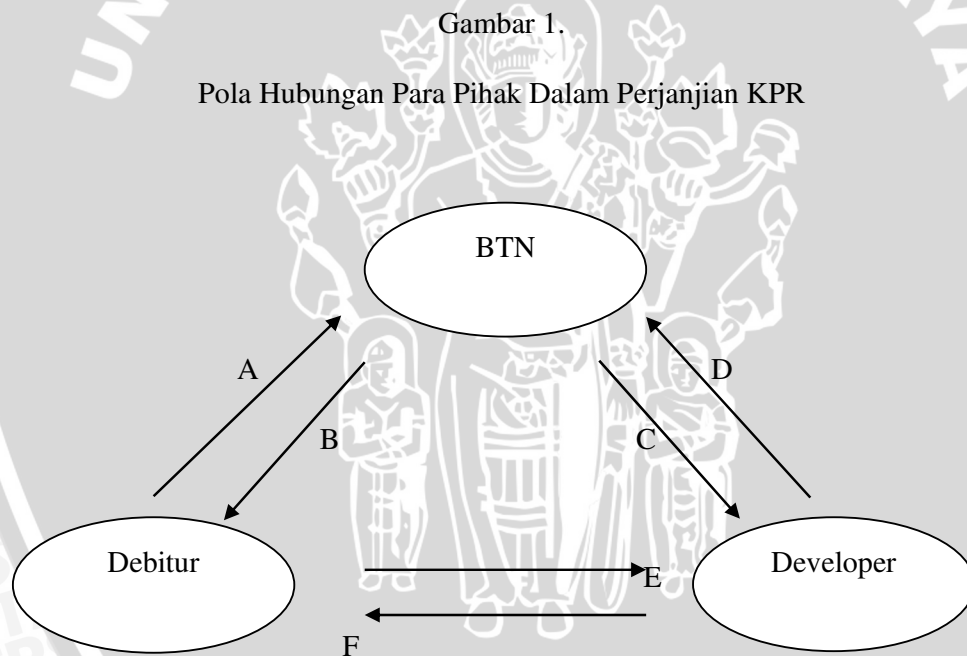 Gambar 1.
Pola Hubungan Para Pihak Dalam Perjanjian KPR
BTN
A
D
B
C
Debitur
Developer
E
F